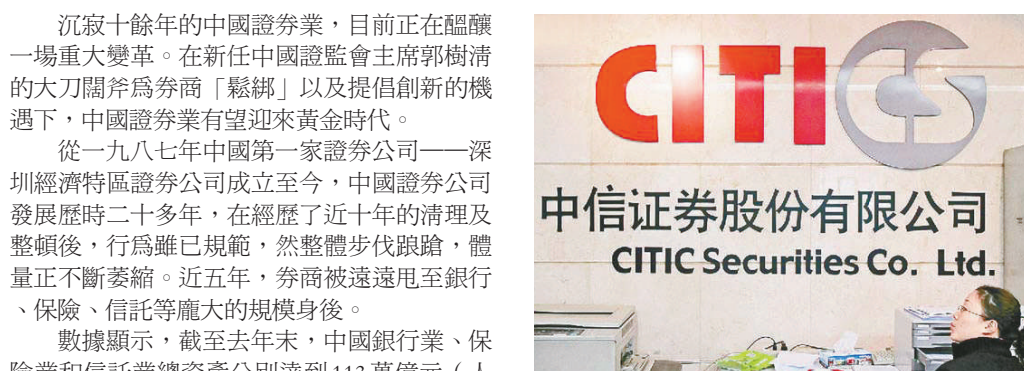 沉寂十餘年的中國證券業，目前正在醞釀
一場重大變革。在新任中國證監會主席郭樹淸
的大刀闊斧爲券商「鬆綁」以及提倡創新的機
遇下，中國證券業有望迎來黃金時代。
從一九八七年中國第一家證券公司——深
圳經濟特區證券公司成立至今，中國證券公司
發展歷時二十多年，在經歷了近十年的淸理及
整頓後，行爲雖已規範，然整體步伐踉蹌，體
量正不斷萎縮。近五年，券商被遠遠甩至銀行
、保險、信託等龐大的規模身後。
數據顯示，截至去年末，中國銀行業、保
險業和信託業總資產分別達到113萬億元（人
CITIC
中信证券股份有限公司
CITIC Securities Co. Ltd.